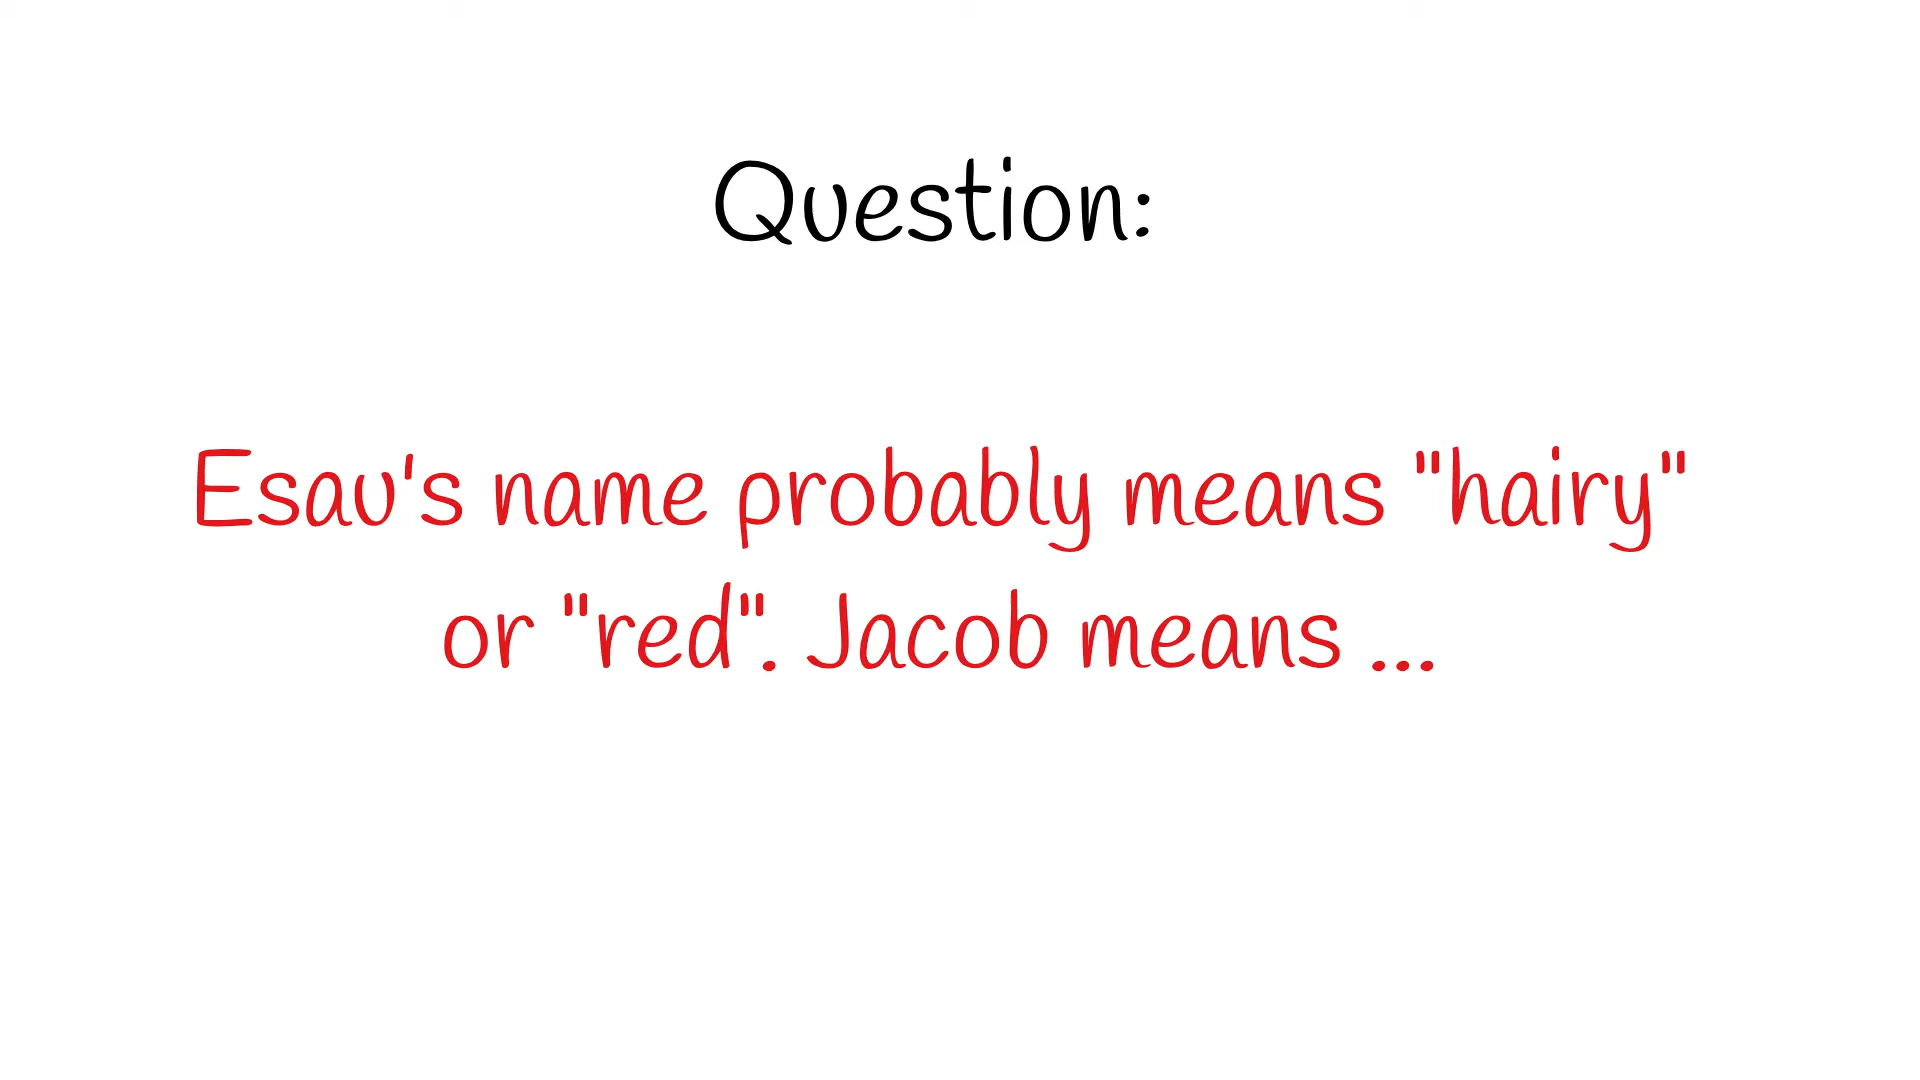 Question:
Esau's name probably means "hairy"
or "red". Jacob means ...